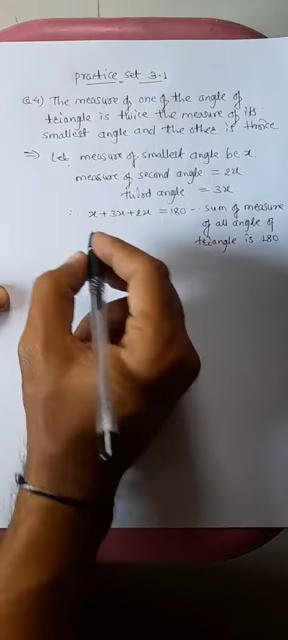 practice set 3.1
Q.4) The measure of one of the angle of
triangle is twice the measure of its
smallest angle and the other is thrice
⇒ Let, measure of smallest angle be x.
measure of second angle = 2x
third angle = 3x
∴ x + 3x + 2x = 180 -- sum of measure
of all angle of
triangle is 180